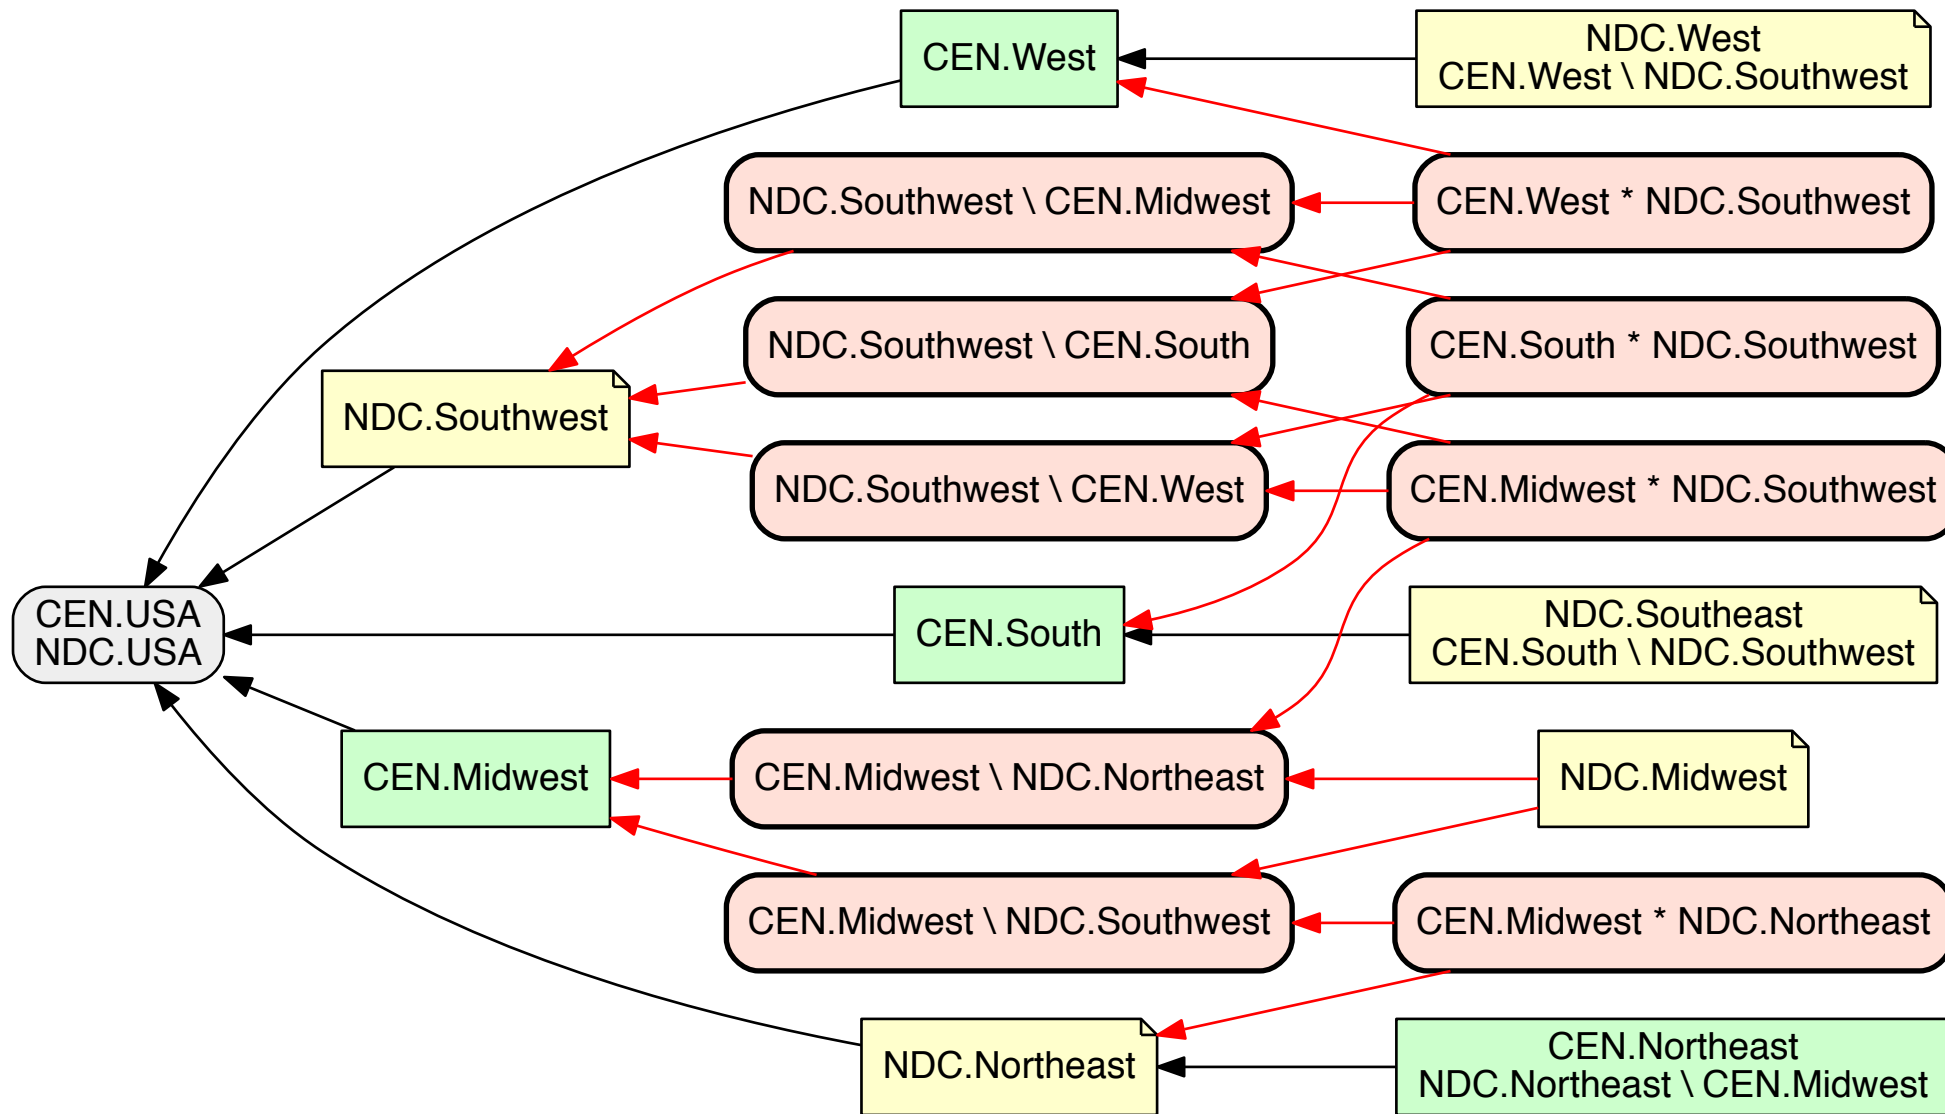 CEN.West
NDC.West
CEN.West \ NDC.Southwest
NDC.Southwest \ CEN.Midwest
CEN.West * NDC.Southwest
NDC.Southwest \ CEN.South
CEN.South * NDC.Southwest
NDC.Southwest
NDC.Southwest \ CEN.West
CEN.Midwest * NDC.Southwest
CEN.USA
NDC.USA
CEN.South
NDC.Southeast
CEN.South \ NDC.Southwest
CEN.Midwest
CEN.Midwest \ NDC.Northeast
NDC.Midwest
CEN.Midwest \ NDC.Southwest
CEN.Midwest * NDC.Northeast
NDC.Northeast
CEN.Northeast
NDC.Northeast \ CEN.Midwest